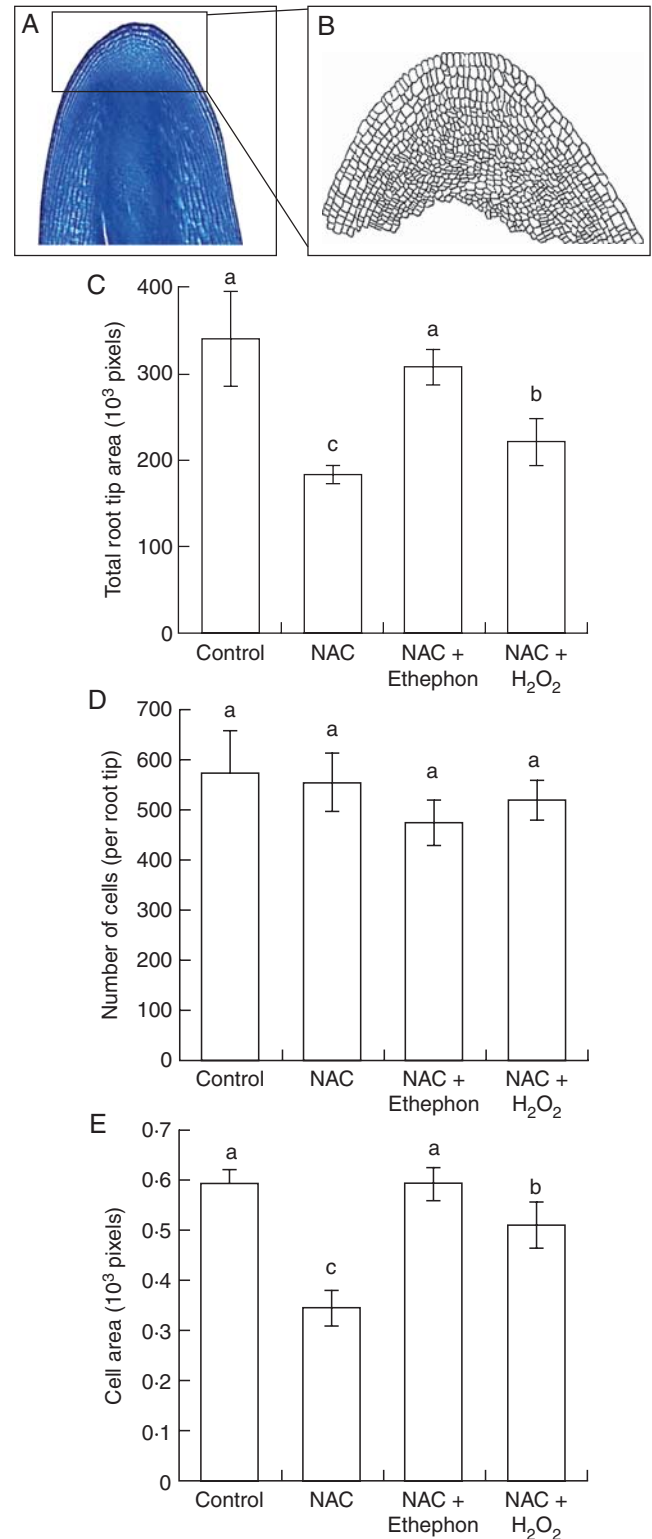 A
B
C
Total root tip area (10³ pixels)
400
300
200
100
0
a
c
a
b
Control NAC NAC + Ethephon NAC + H₂O₂
D
Number of cells (per root tip)
700
600
500
400
300
200
100
0
a
a
a
a
Control NAC NAC + Ethephon NAC + H₂O₂
E
Cell area (10³ pixels)
0·7
0·6
0·5
0·4
0·3
0·2
0·1
0
a
c
a
b
Control NAC NAC + Ethephon NAC + H₂O₂